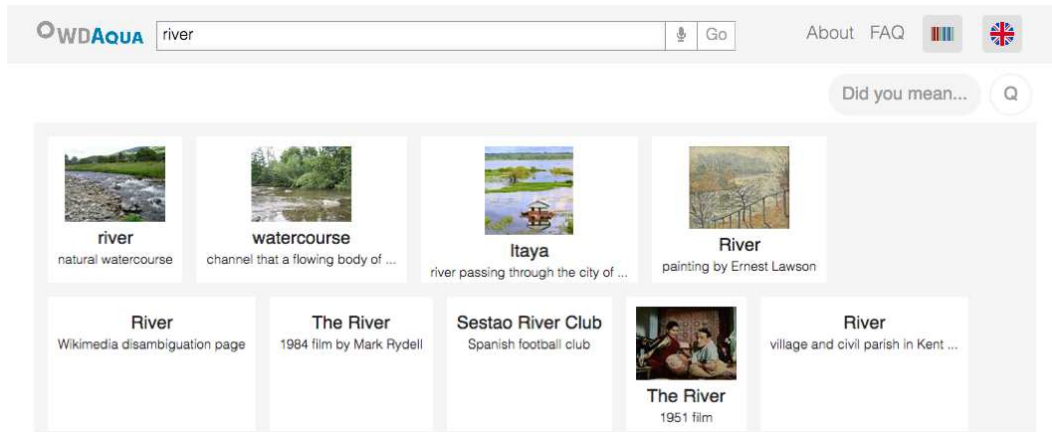 WDAqua river Go About FAQ
Did you mean... Q
river
natural watercourse
watercourse
channel that a flowing body of ...
Itaya
river passing through the city of ...
River
painting by Ernest Lawson
River
Wikimedia disambiguation page
The River
1984 film by Mark Rydell
Sestao River Club
Spanish football club
The River
1951 film
River
village and civil parish in Kent ...